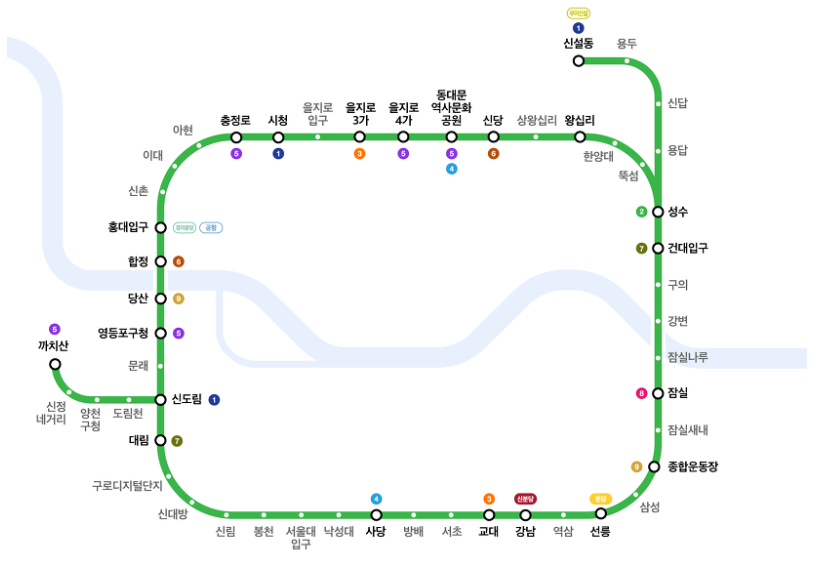 우이신설
1
신설동
용두
신답
용답
동대문
역사문화
공원
을지로
입구
을지로
3가
을지로
4가
충정로
시청
신당
상왕십리
왕십리
5
1
3
5
5
4
6
아현
이대
신촌
한양대
뚝섬
2
성수
홍대입구
경의중앙
공항
7
건대입구
합정
6
구의
당산
9
강변
영등포구청
5
5
까치산
문래
잠실나루
신정
네거리
양천
구청
도림천
신도림
1
8
잠실
대림
7
잠실새내
구로디지털단지
9
종합운동장
신대방
4
3
신분당
분당
삼성
신림
봉천
서울대
입구
낙성대
사당
방배
서초
교대
강남
역삼
선릉